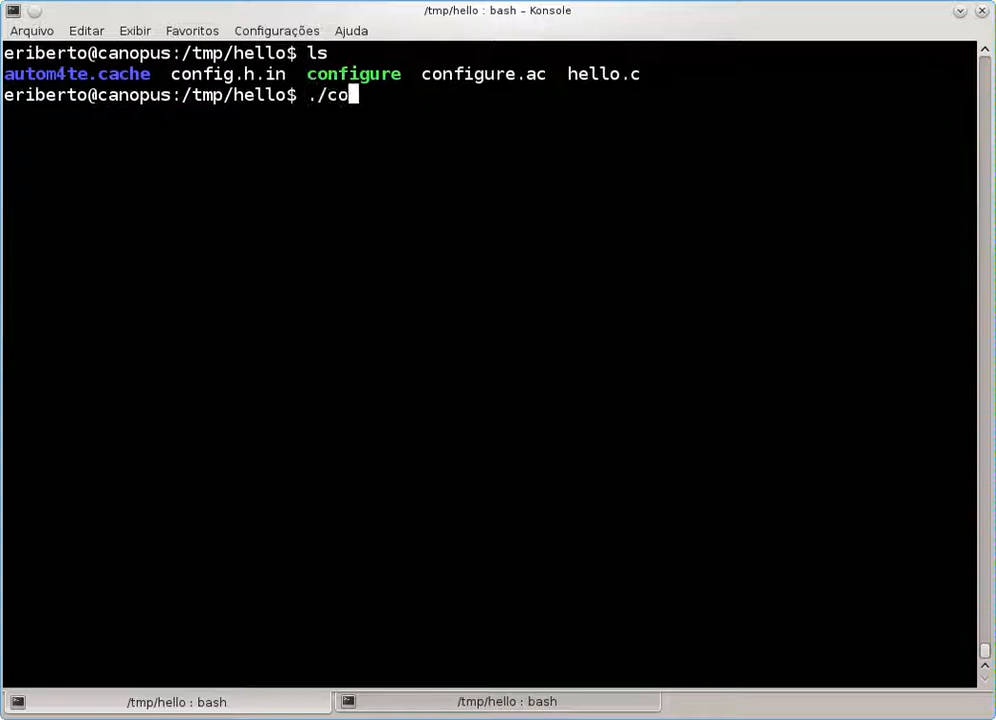 /tmp/hello : bash – Konsole
Arquivo Editar Exibir Favoritos Configurações Ajuda
eriberto@canopus:/tmp/hello$ ls
autom4te.cache config.h.in configure configure.ac hello.c
eriberto@canopus:/tmp/hello$ ./co
/tmp/hello : bash /tmp/hello : bash